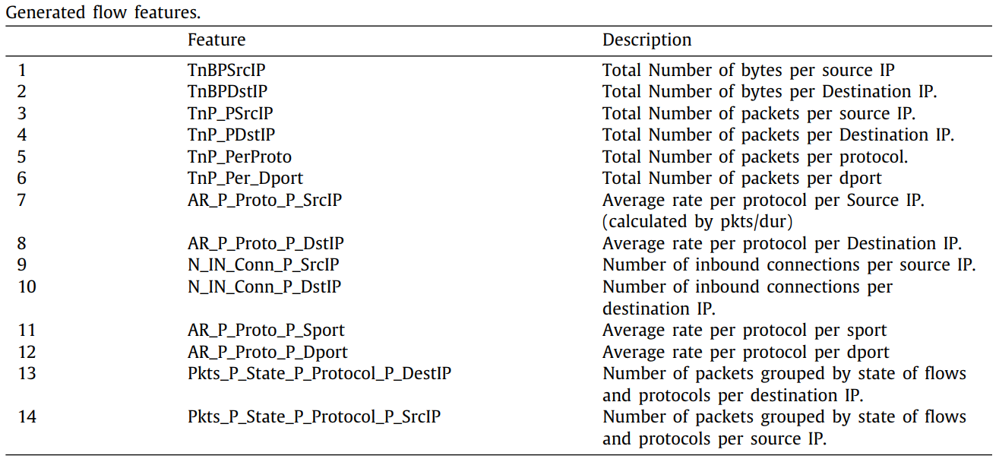 Generated flow features.
Feature Description
1 TnBPSrcIP Total Number of bytes per source IP
2 TnBPDstIP Total Number of bytes per Destination IP.
3 TnP_PSrcIP Total Number of packets per source IP.
4 TnP_PDstIP Total Number of packets per Destination IP.
5 TnP_PerProto Total Number of packets per protocol.
6 TnP_Per_Dport Total Number of packets per dport
7 AR_P_Proto_P_SrcIP Average rate per protocol per Source IP.
(calculated by pkts/dur)
8 AR_P_Proto_P_DstIP Average rate per protocol per Destination IP.
9 N_IN_Conn_P_SrcIP Number of inbound connections per source IP.
10 N_IN_Conn_P_DstIP Number of inbound connections per
destination IP.
11 AR_P_Proto_P_Sport Average rate per protocol per sport
12 AR_P_Proto_P_Dport Average rate per protocol per dport
13 Pkts_P_State_P_Protocol_P_DestIP Number of packets grouped by state of flows
and protocols per destination IP.
14 Pkts_P_State_P_Protocol_P_SrcIP Number of packets grouped by state of flows
and protocols per source IP.